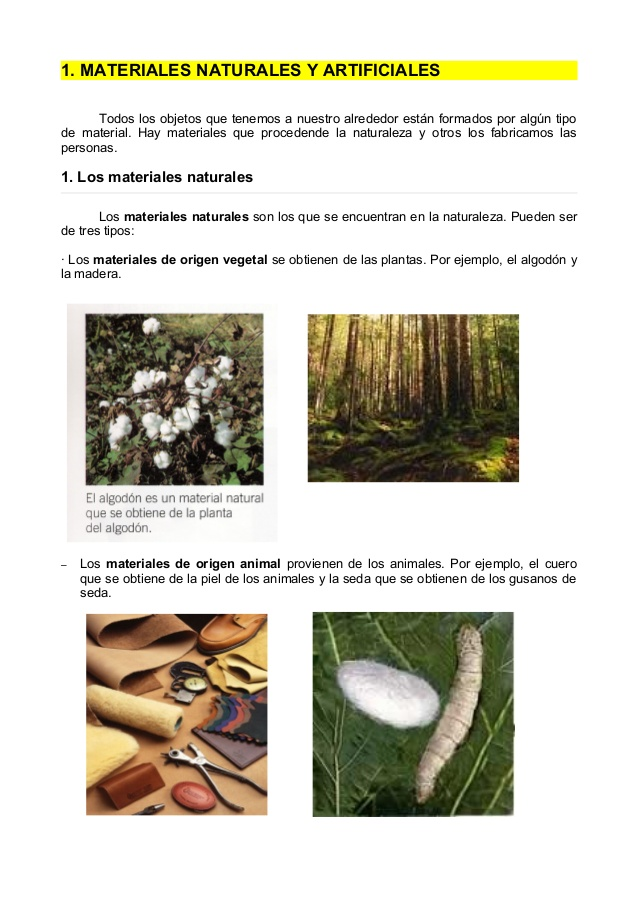 1. MATERIALES NATURALES Y ARTIFICIALES
Todos los objetos que tenemos a nuestro alrededor están formados por algún tipo
de material. Hay materiales que procedende la naturaleza y otros los fabricamos las
personas.
1. Los materiales naturales
Los materiales naturales son los que se encuentran en la naturaleza. Pueden ser
de tres tipos:
· Los materiales de origen vegetal se obtienen de las plantas. Por ejemplo, el algodón y
la madera.
El algodón es un material natural
que se obtiene de la planta
del algodón.
– Los materiales de origen animal provienen de los animales. Por ejemplo, el cuero
que se obtiene de la piel de los animales y la seda que se obtienen de los gusanos de
seda.